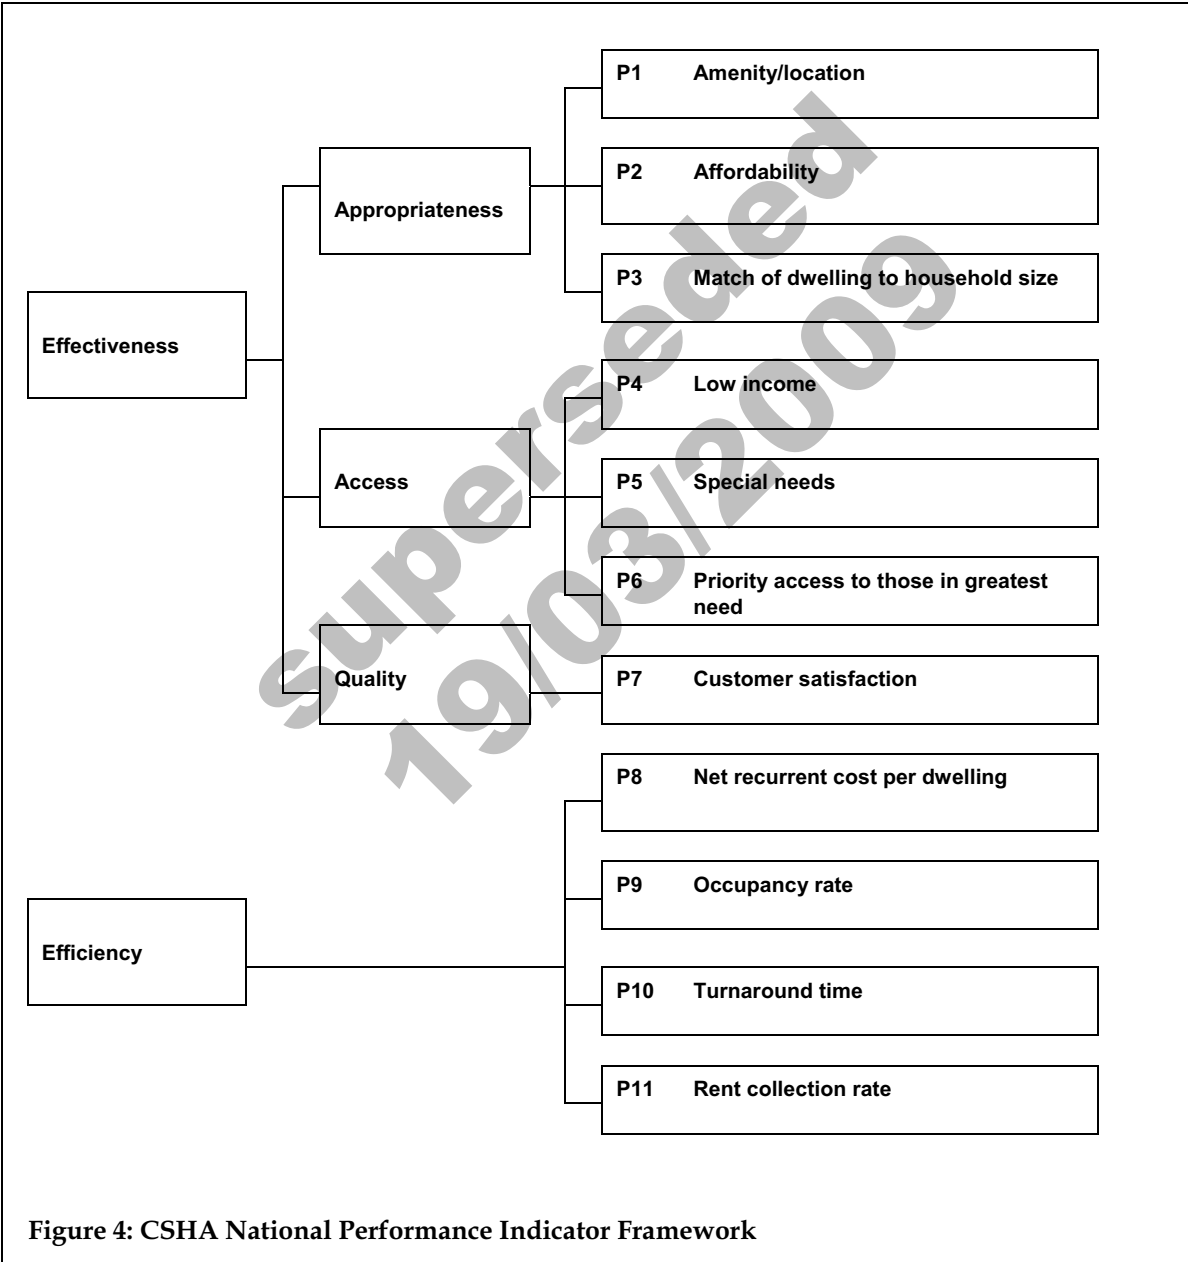 P1 Amenity/location
P2 Affordability
Appropriateness
P3 Match of dwelling to household size
Effectiveness
P4 Low income
Access
P5 Special needs
P6 Priority access to those in greatest
need
Quality
P7 Customer satisfaction
P8 Net recurrent cost per dwelling
P9 Occupancy rate
Efficiency
P10 Turnaround time
P11 Rent collection rate
superseded
19/03/2009
Figure 4: CSHA National Performance Indicator Framework